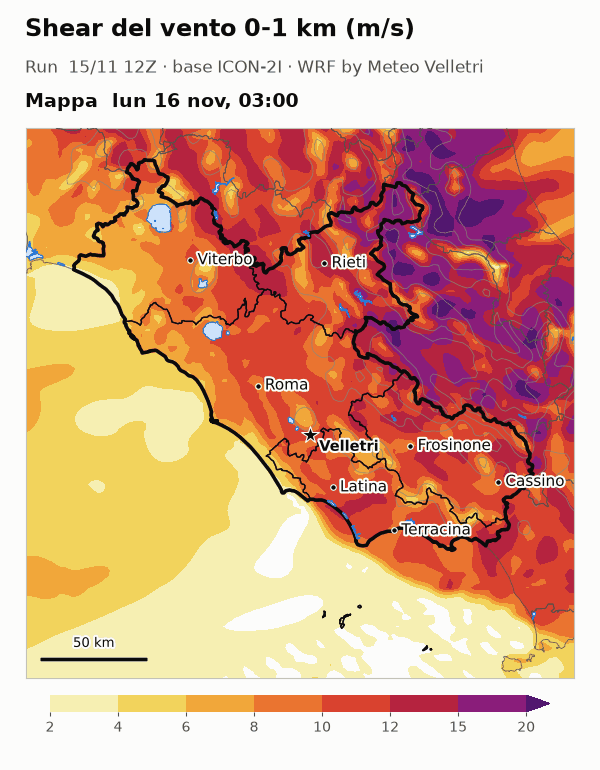 Shear del vento 0-1 km (m/s)
Run 15/11 12Z · base ICON-2I · WRF by Meteo Velletri
Mappa lun 16 nov, 03:00
Viterbo
Rieti
Roma
Velletri
Frosinone
Latina
Cassino
Terracina
50 km
2 4 6 8 10 12 15 20